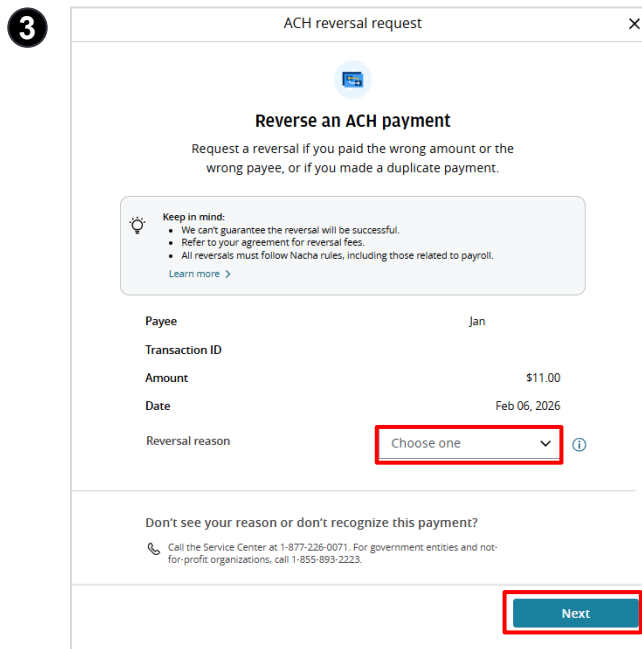 3
ACH reversal request
Reverse an ACH payment
Request a reversal if you paid the wrong amount or the
wrong payee, or if you made a duplicate payment.
Keep in mind:
• We can't guarantee the reversal will be successful.
• Refer to your agreement for reversal fees.
• All reversals must follow Nacha rules, including those related to payroll.
Learn more >
Payee Jan
Transaction ID
Amount $11.00
Date Feb 06, 2026
Reversal reason Choose one
Don't see your reason or don't recognize this payment?
Call the Service Center at 1-877-226-0071. For government entities and not-
for-profit organizations, call 1-855-893-2223.
Next